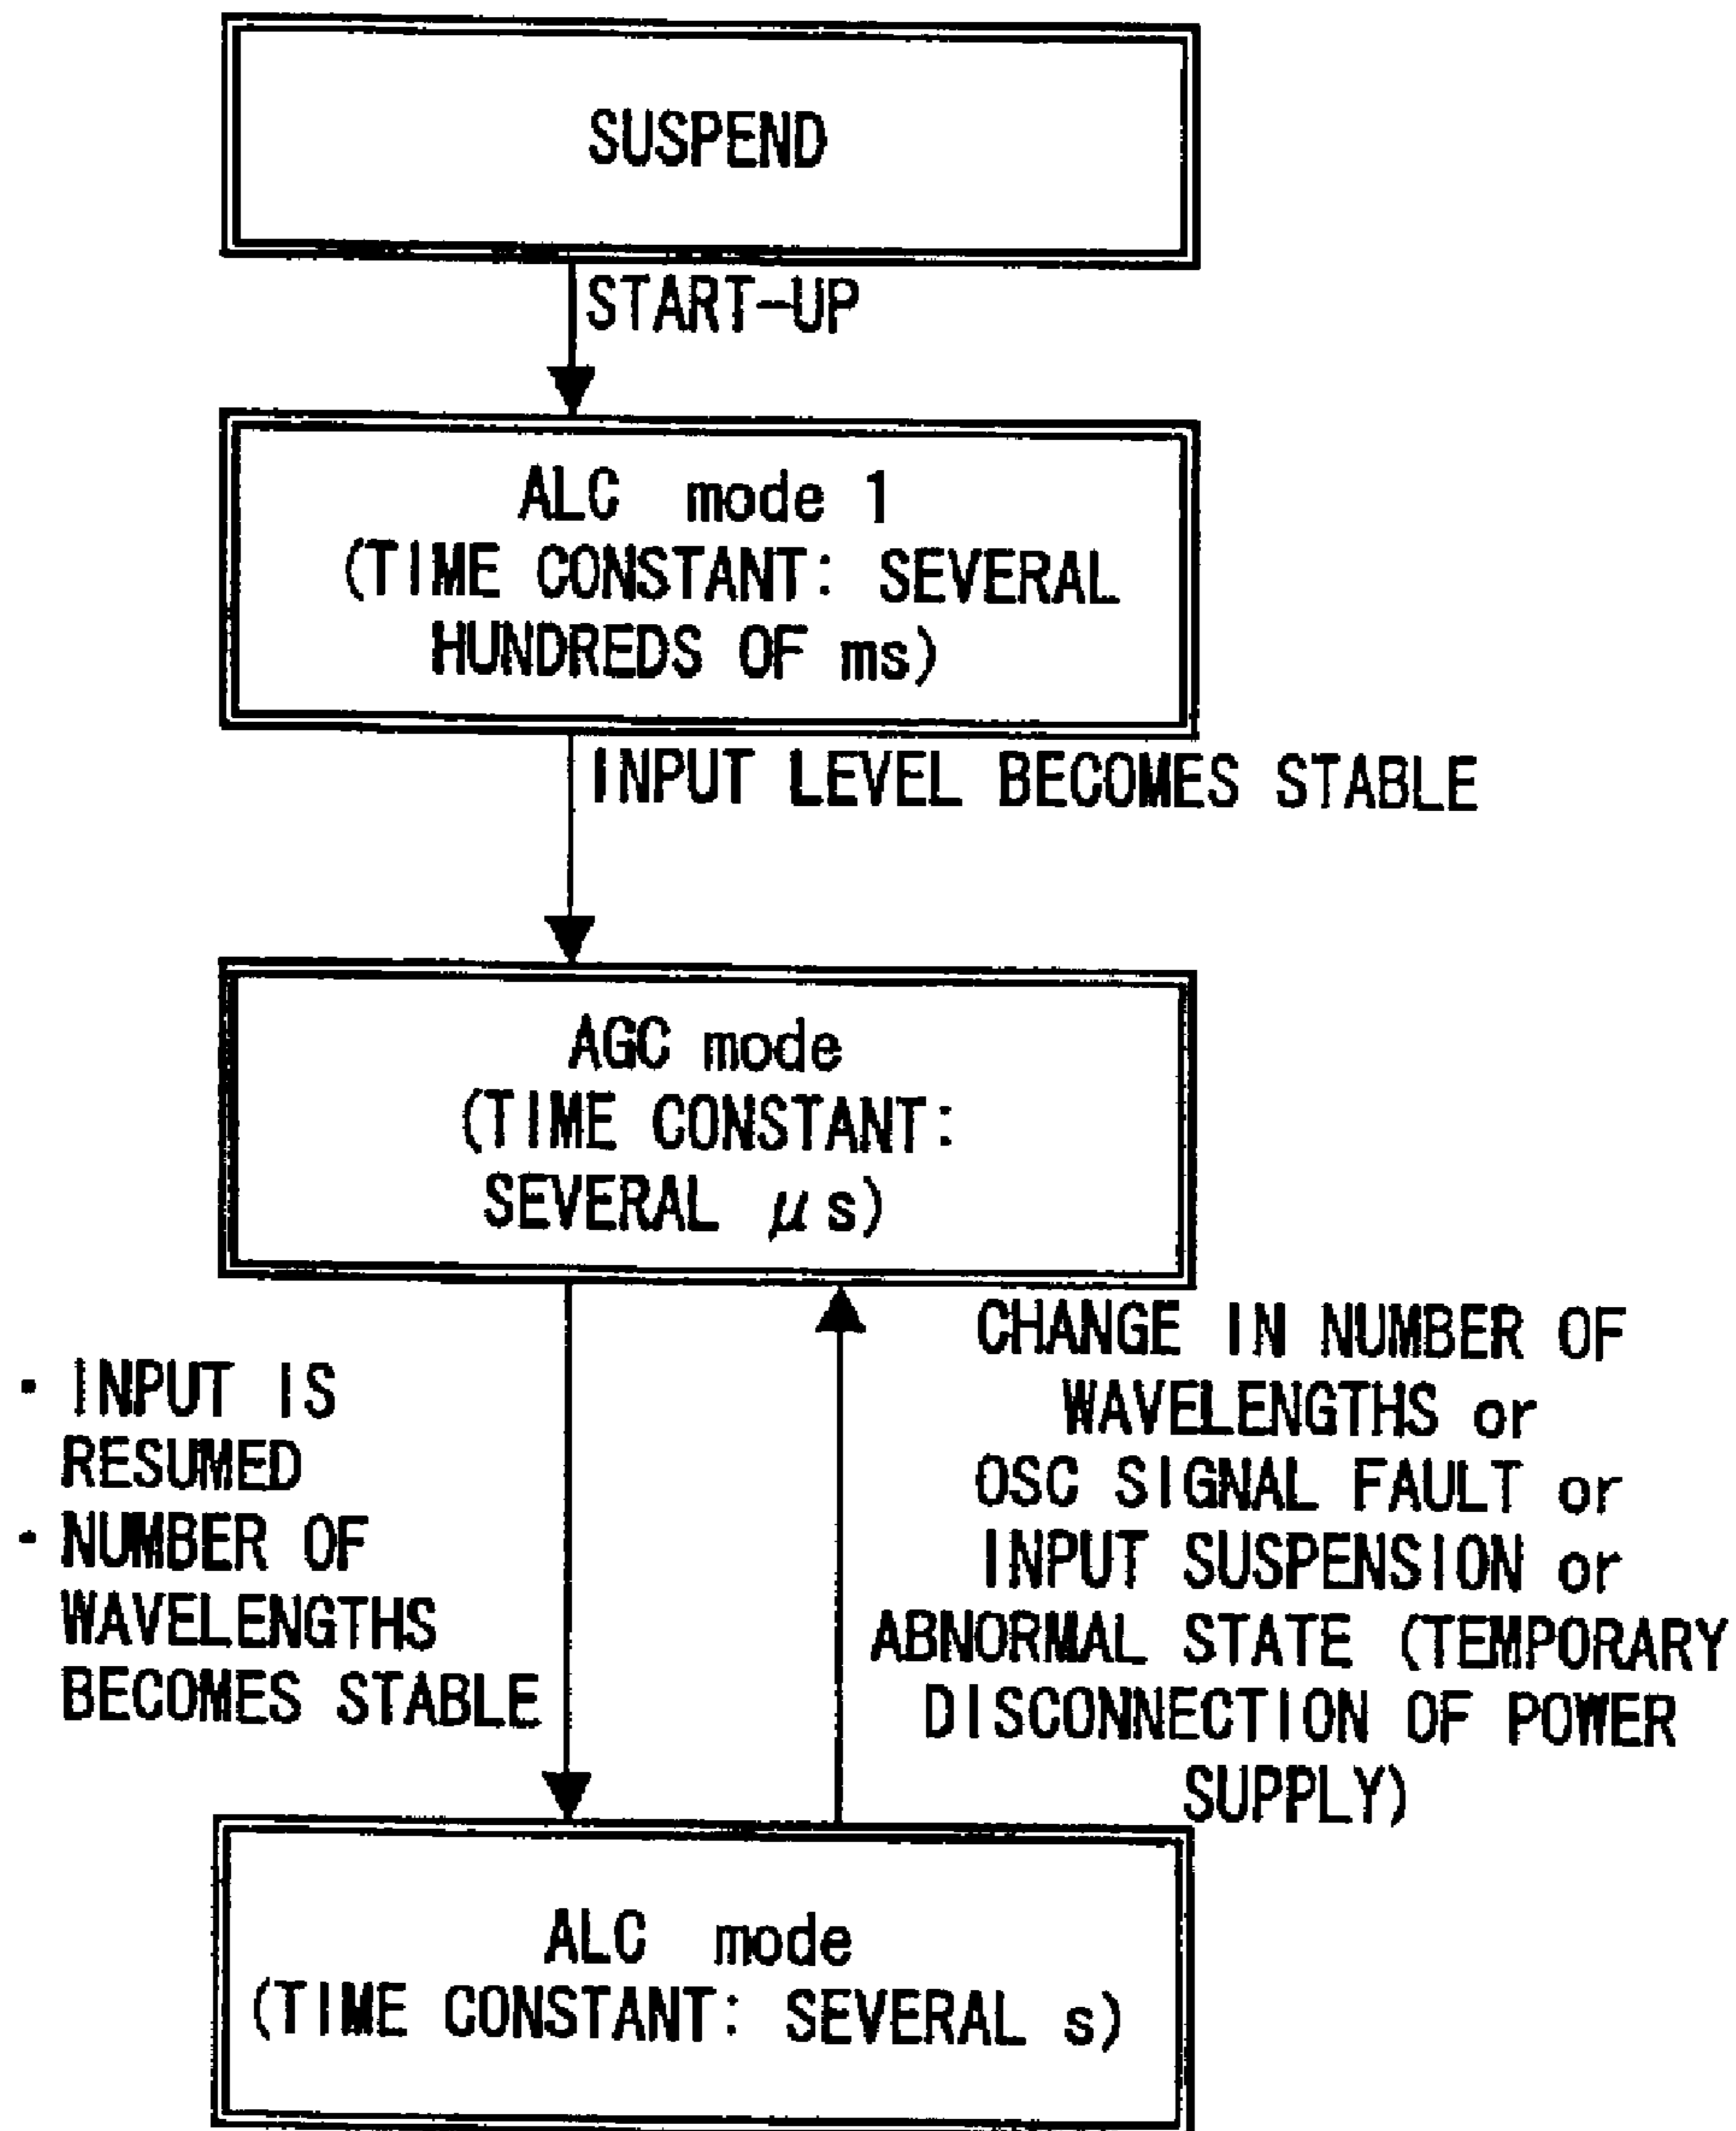 SUSPEND
START-UP
ALC mode 1
(TIME CONSTANT: SEVERAL
HUNDREDS OF ms)
INPUT LEVEL BECOMES STABLE
AGC mode
(TIME CONSTANT:
SEVERAL μs)
· INPUT IS
RESUMED
· NUMBER OF
WAVELENGTHS
BECOMES STABLE
CHANGE IN NUMBER OF
WAVELENGTHS or
OSC SIGNAL FAULT or
INPUT SUSPENSION or
ABNORMAL STATE (TEMPORARY
DISCONNECTION OF POWER
SUPPLY)
ALC mode
(TIME CONSTANT: SEVERAL s)